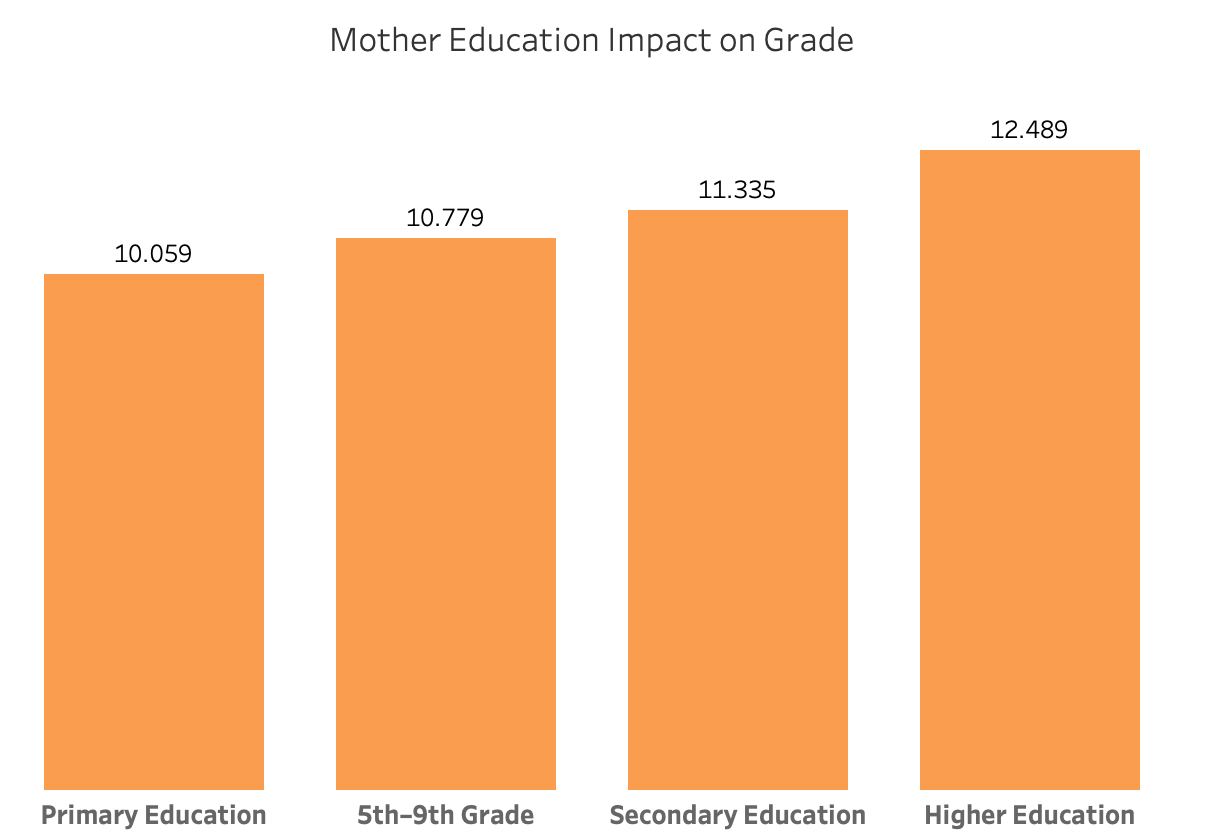 Mother Education Impact on Grade
12.489
11.335
10.779
10.059
Primary Education
5th–9th Grade
Secondary Education
Higher Education